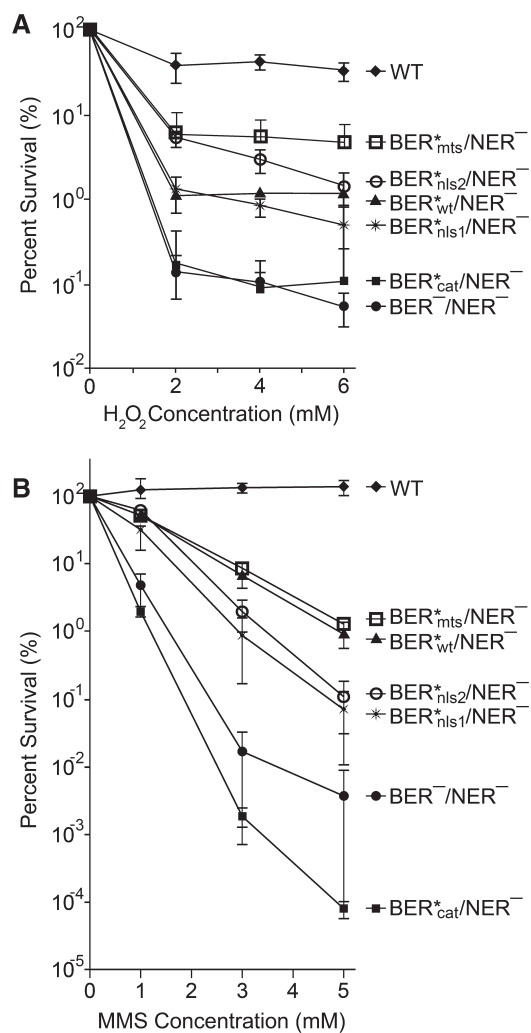 A
Percent Survival (%)
10²
10¹
10⁰
10⁻¹
10⁻²
0 2 4 6
H₂O₂ Concentration (mM)
WT
BER*mts/NER⁻
BER*nls2/NER⁻
BER*wt/NER⁻
BER*nls1/NER⁻
BER*cat/NER⁻
BER⁻/NER⁻
B
Percent Survival (%)
10²
10¹
10⁰
10⁻¹
10⁻²
10⁻³
10⁻⁴
10⁻⁵
0 1 3 5
MMS Concentration (mM)
WT
BER*mts/NER⁻
BER*wt/NER⁻
BER*nls2/NER⁻
BER*nls1/NER⁻
BER⁻/NER⁻
BER*cat/NER⁻